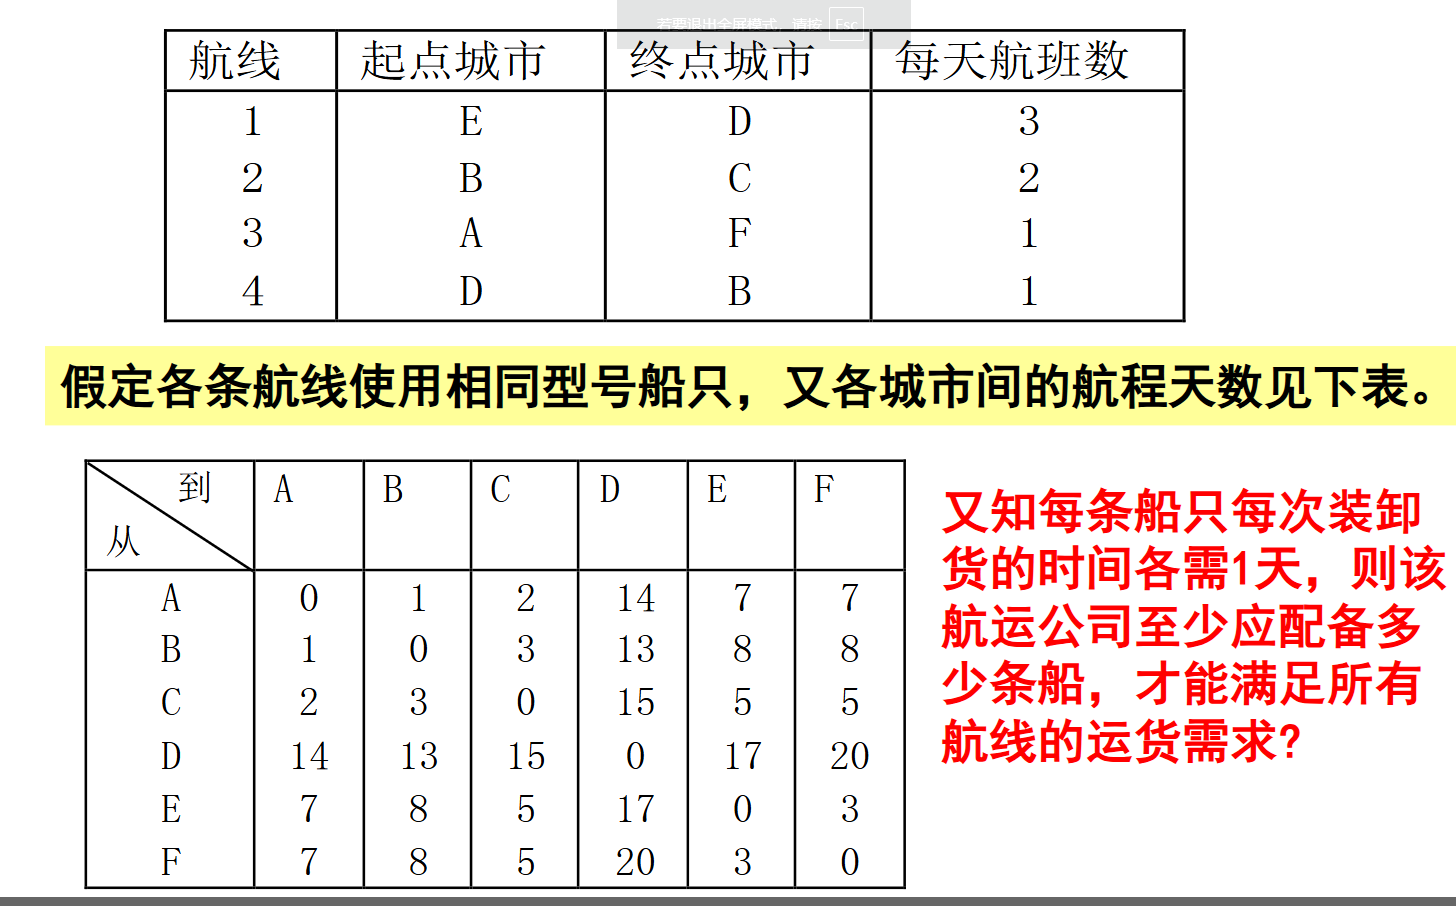 若要退出全屏模式，请按 Esc
航线 起点城市 终点城市 每天航班数
1 E D 3
2 B C 2
3 A F 1
4 D B 1
假定各条航线使用相同型号船只，又各城市间的航程天数见下表。
到 A B C D E F
从
A 0 1 2 14 7 7
B 1 0 3 13 8 8
C 2 3 0 15 5 5
D 14 13 15 0 17 20
E 7 8 5 17 0 3
F 7 8 5 20 3 0
又知每条船只每次装卸
货的时间各需1天，则该
航运公司至少应配备多
少条船，才能满足所有
航线的运货需求?